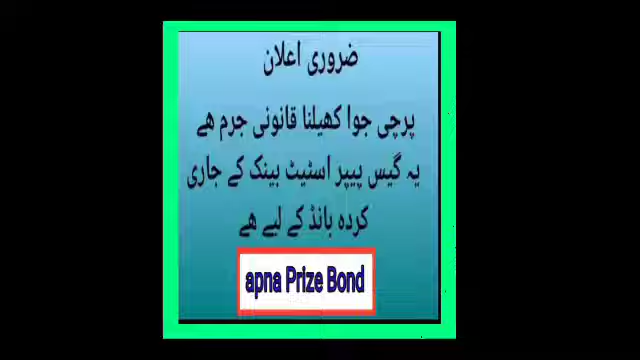 ضروری اعلان
پرچی جوا کھیلنا قانونی جرم ھے
یہ گیس پیپر اسٹیٹ بینک کے جاری
کردہ بانڈ کے لیے ھے
apna Prize Bond